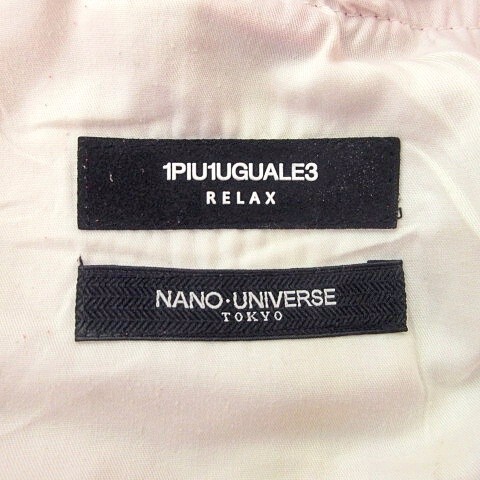 1PIU1UGUALE3
RELAX
NANO·UNIVERSE
TOKYO